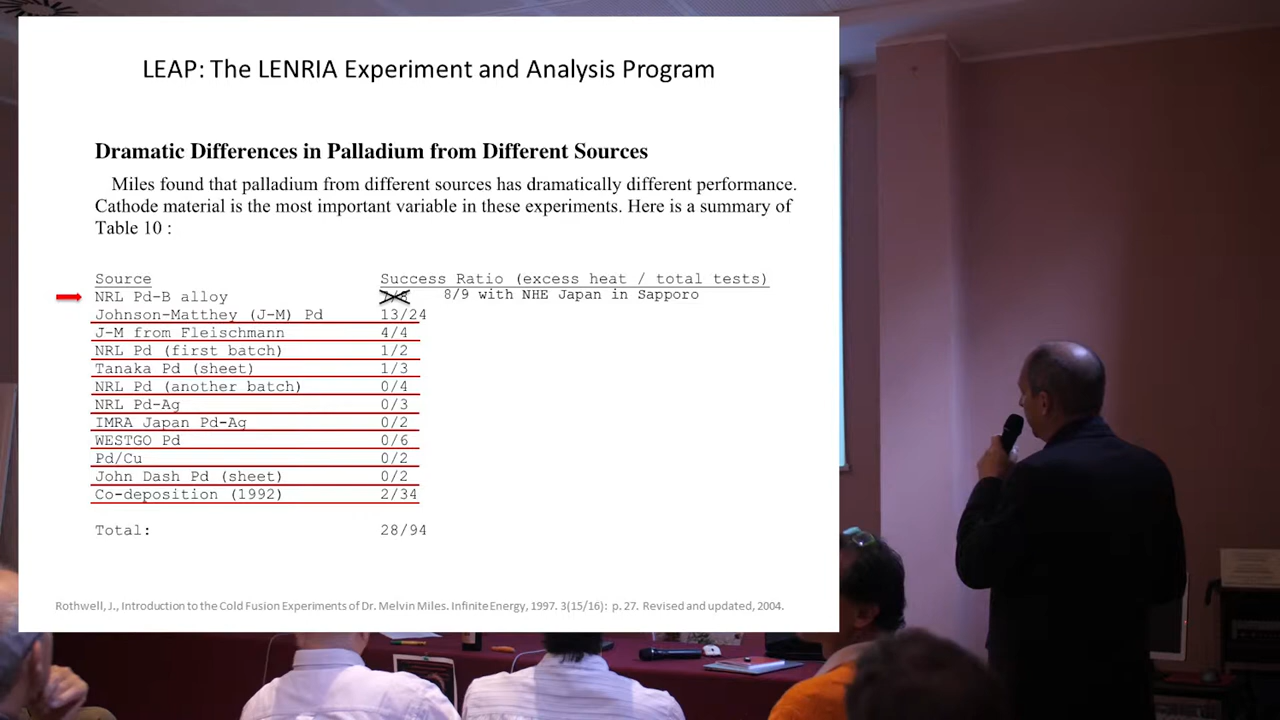 LEAP: The LENRIA Experiment and Analysis Program
Dramatic Differences in Palladium from Different Sources
Miles found that palladium from different sources has dramatically different performance.
Cathode material is the most important variable in these experiments. Here is a summary of
Table 10 :
Source Success Ratio (excess heat / total tests)
NRL Pd-B alloy 8/9 with NHE Japan in Sapporo
Johnson-Matthey (J-M) Pd 13/24
J-M from Fleischmann 4/4
NRL Pd (first batch) 1/2
Tanaka Pd (sheet) 1/3
NRL Pd (another batch) 0/4
NRL Pd-Ag 0/3
IMRA Japan Pd-Ag 0/2
WESTGO Pd 0/6
Pd/Cu 0/2
John Dash Pd (sheet) 0/2
Co-deposition (1992) 2/34
Total: 28/94
Rothwell, J., Introduction to the Cold Fusion Experiments of Dr. Melvin Miles. Infinite Energy, 1997. 3(15/16): p. 27. Revised and updated, 2004.